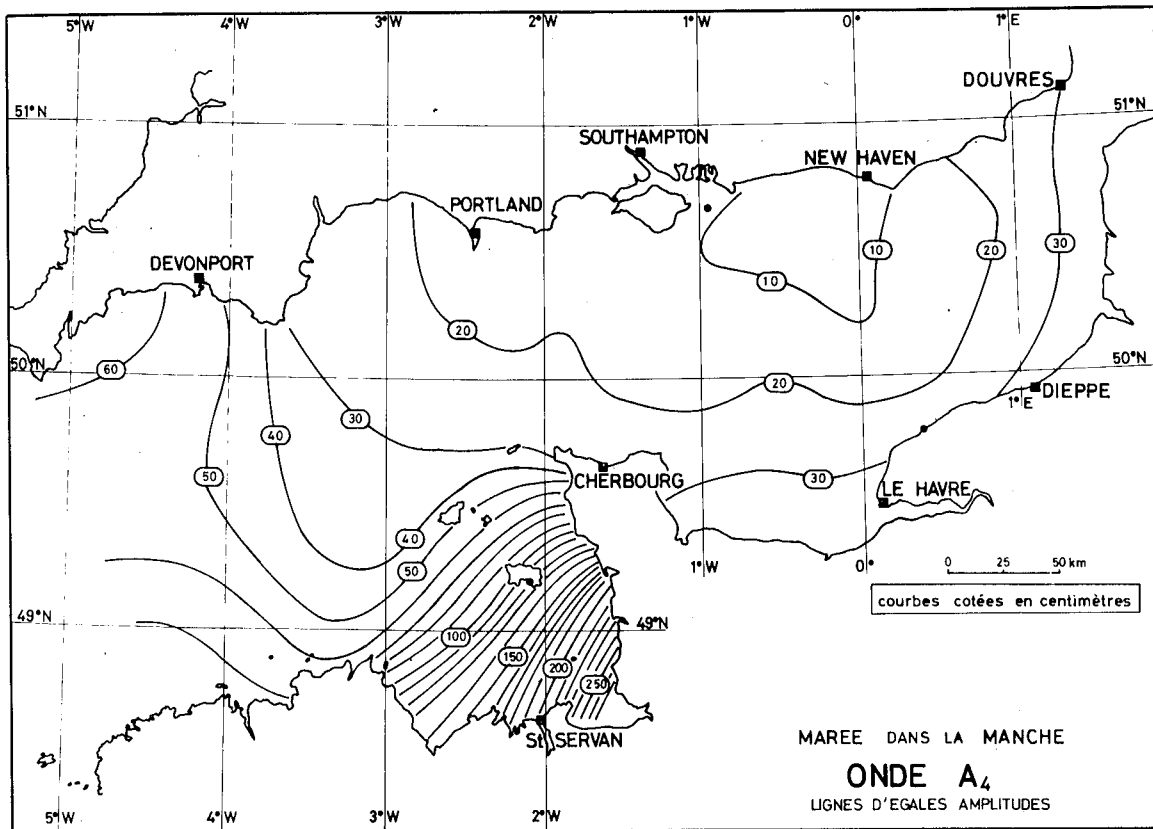 5°W 4°W 3°W 2°W 1°W 0° 1°E
DOUVRES
51°N 51°N
SOUTHAMPTON
NEW HAVEN
PORTLAND
DEVONPORT
10 20 30
10
20
60 50°N 50°N
20 DIEPPE
1°E
30
40
50 30
CHERBOURG
LE HAVRE
40
50
1°W 0° 0 25 50 km
courbes cotées en centimètres
49°N 49°N
100
150
200
250
St SERVAN
MAREE DANS LA MANCHE
ONDE A₄
LIGNES D'EGALES AMPLITUDES
5°W 4°W 3°W 2°W